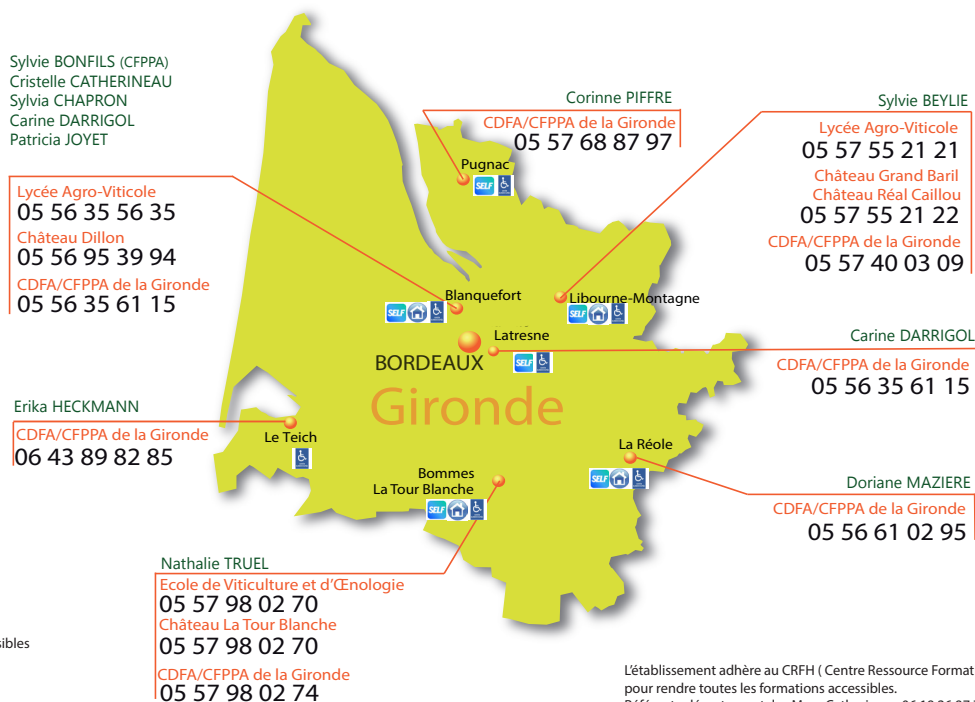 Sylvie BONFILS (CFPPA)
Cristelle CATHERINEAU
Sylvia CHAPRON
Carine DARRIGOL
Patricia JOYET
Lycée Agro-Viticole
05 56 35 56 35
Château Dillon
05 56 95 39 94
CDFA/CFPPA de la Gironde
05 56 35 61 15
Corinne PIFFRE
CDFA/CFPPA de la Gironde
05 57 68 87 97
Pugnac
SELF
Sylvie BEYLIE
Lycée Agro-Viticole
05 57 55 21 21
Château Grand Baril
Château Réal Caillou
05 57 55 21 22
CDFA/CFPPA de la Gironde
05 57 40 03 09
Blanquefort
SELF
Libourne-Montagne
SELF
Latresne
SELF
BORDEAUX
Gironde
Carine DARRIGOL
CDFA/CFPPA de la Gironde
05 56 35 61 15
Erika HECKMANN
CDFA/CFPPA de la Gironde
06 43 89 82 85
Le Teich
La Réole
SELF
Bommes
La Tour Blanche
SELF
Doriane MAZIERE
CDFA/CFPPA de la Gironde
05 56 61 02 95
Nathalie TRUEL
Ecole de Viticulture et d'Œnologie
05 57 98 02 70
Château La Tour Blanche
05 57 98 02 70
CDFA/CFPPA de la Gironde
05 57 98 02 74
sibles
L'établissement adhère au CRFH ( Centre Ressource Format
pour rendre toutes les formations accessibles.